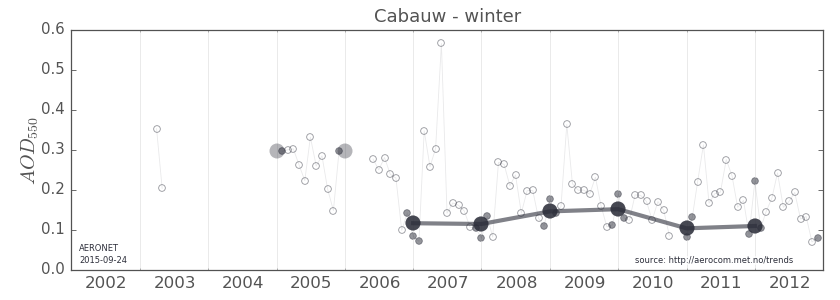 Cabauw - winter
0.6
0.5
0.4
0.3
0.2
0.1
0.0
AOD550
AERONET
2015-09-24
source: http://aerocom.met.no/trends
2002 2003 2004 2005 2006 2007 2008 2009 2010 2011 2012